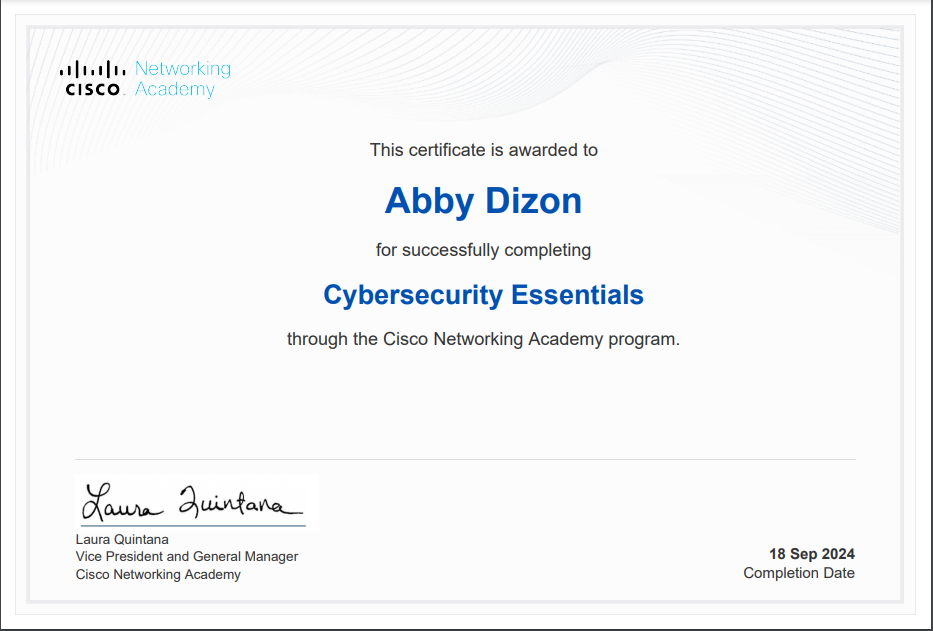 Networking
CISCO Academy
This certificate is awarded to
Abby Dizon
for successfully completing
Cybersecurity Essentials
through the Cisco Networking Academy program.
Laura Quintana
Laura Quintana
Vice President and General Manager
Cisco Networking Academy
18 Sep 2024
Completion Date